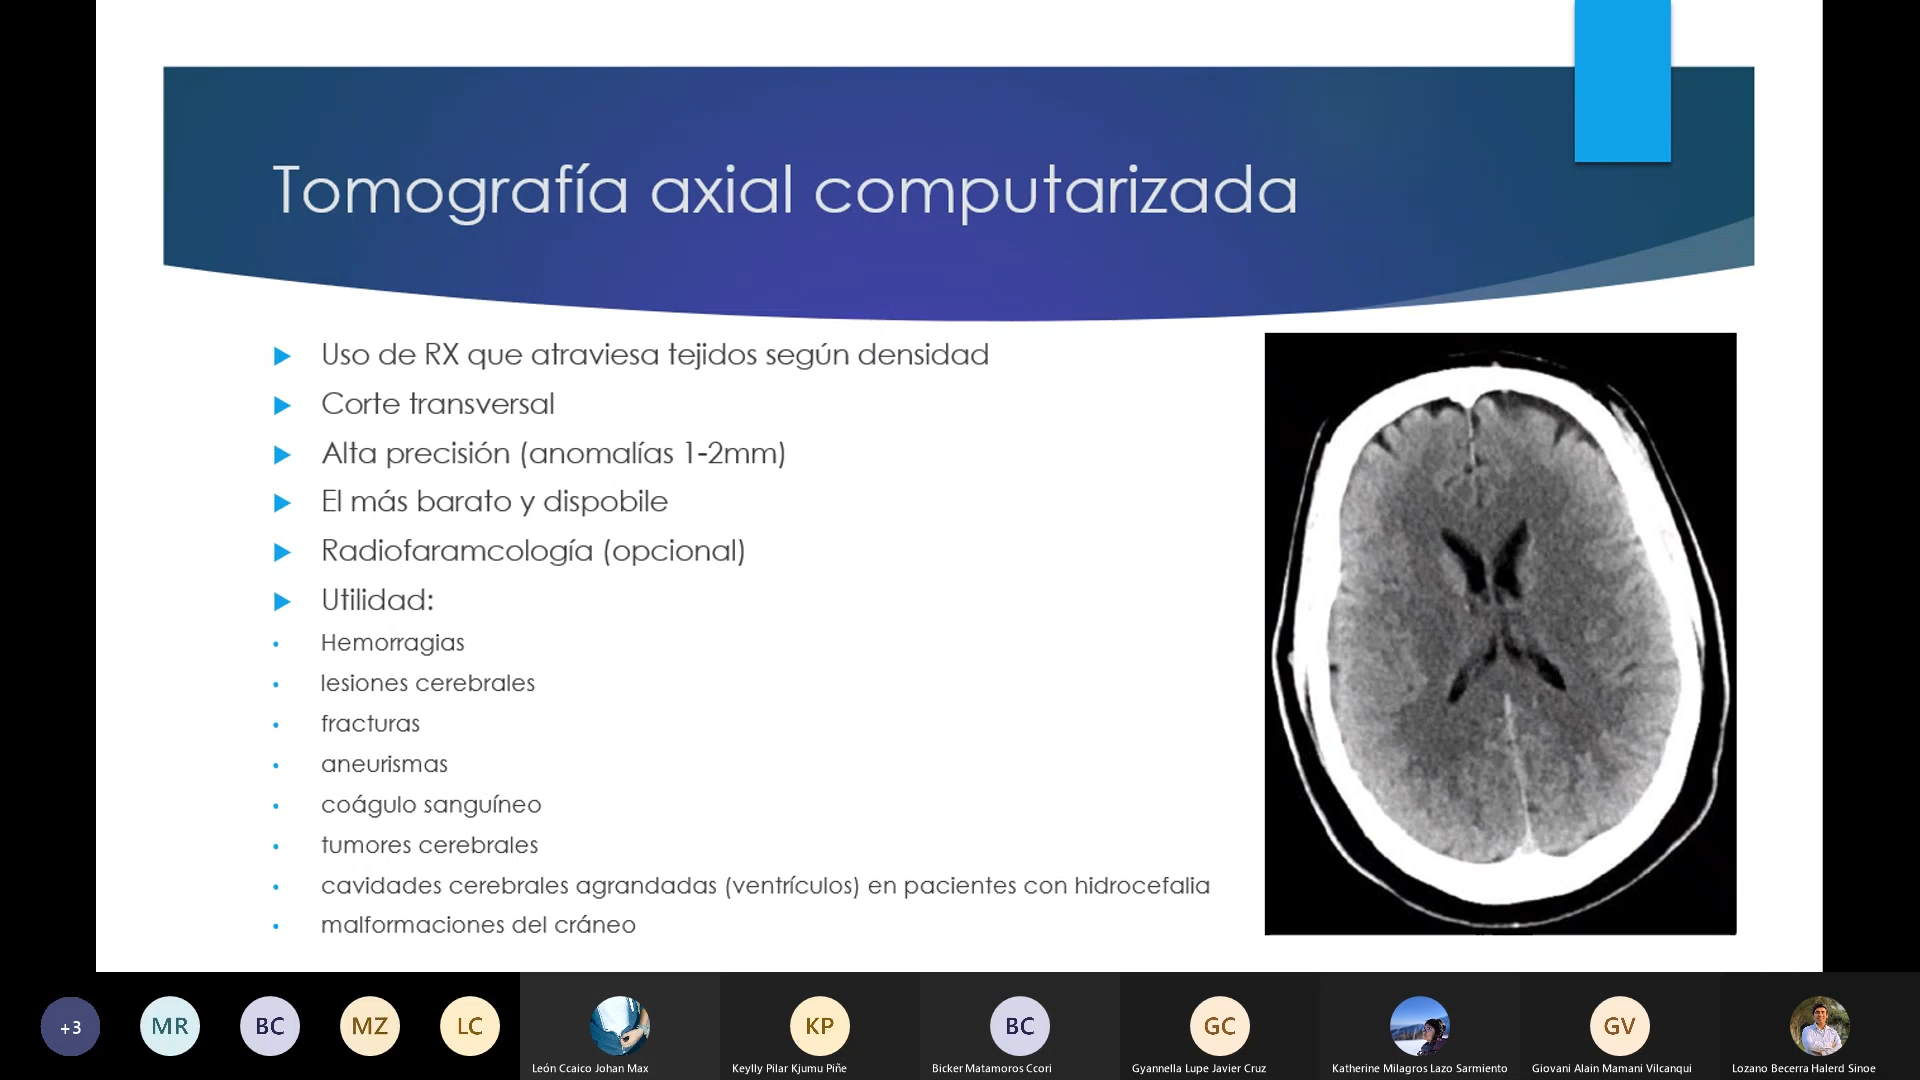 Tomografía axial computarizada
Uso de RX que atraviesa tejidos según densidad
Corte transversal
Alta precisión (anomalías 1-2mm)
El más barato y dispobile
Radiofaramcología (opcional)
Utilidad:
Hemorragias
lesiones cerebrales
fracturas
aneurismas
coágulo sanguíneo
tumores cerebrales
cavidades cerebrales agrandadas (ventrículos) en pacientes con hidrocefalia
malformaciones del cráneo
+3
MR
BC
MZ
LC
León Ccaico Johan Max
KP
Keylly Pilar Kjumu Piñe
BC
Bicker Matamoros Ccori
GC
Gyannella Lupe Javier Cruz
Katherine Milagros Lazo Sarmiento
GV
Giovani Alain Mamani Vilcanqui
Lozano Becerra Halerd Sinoe